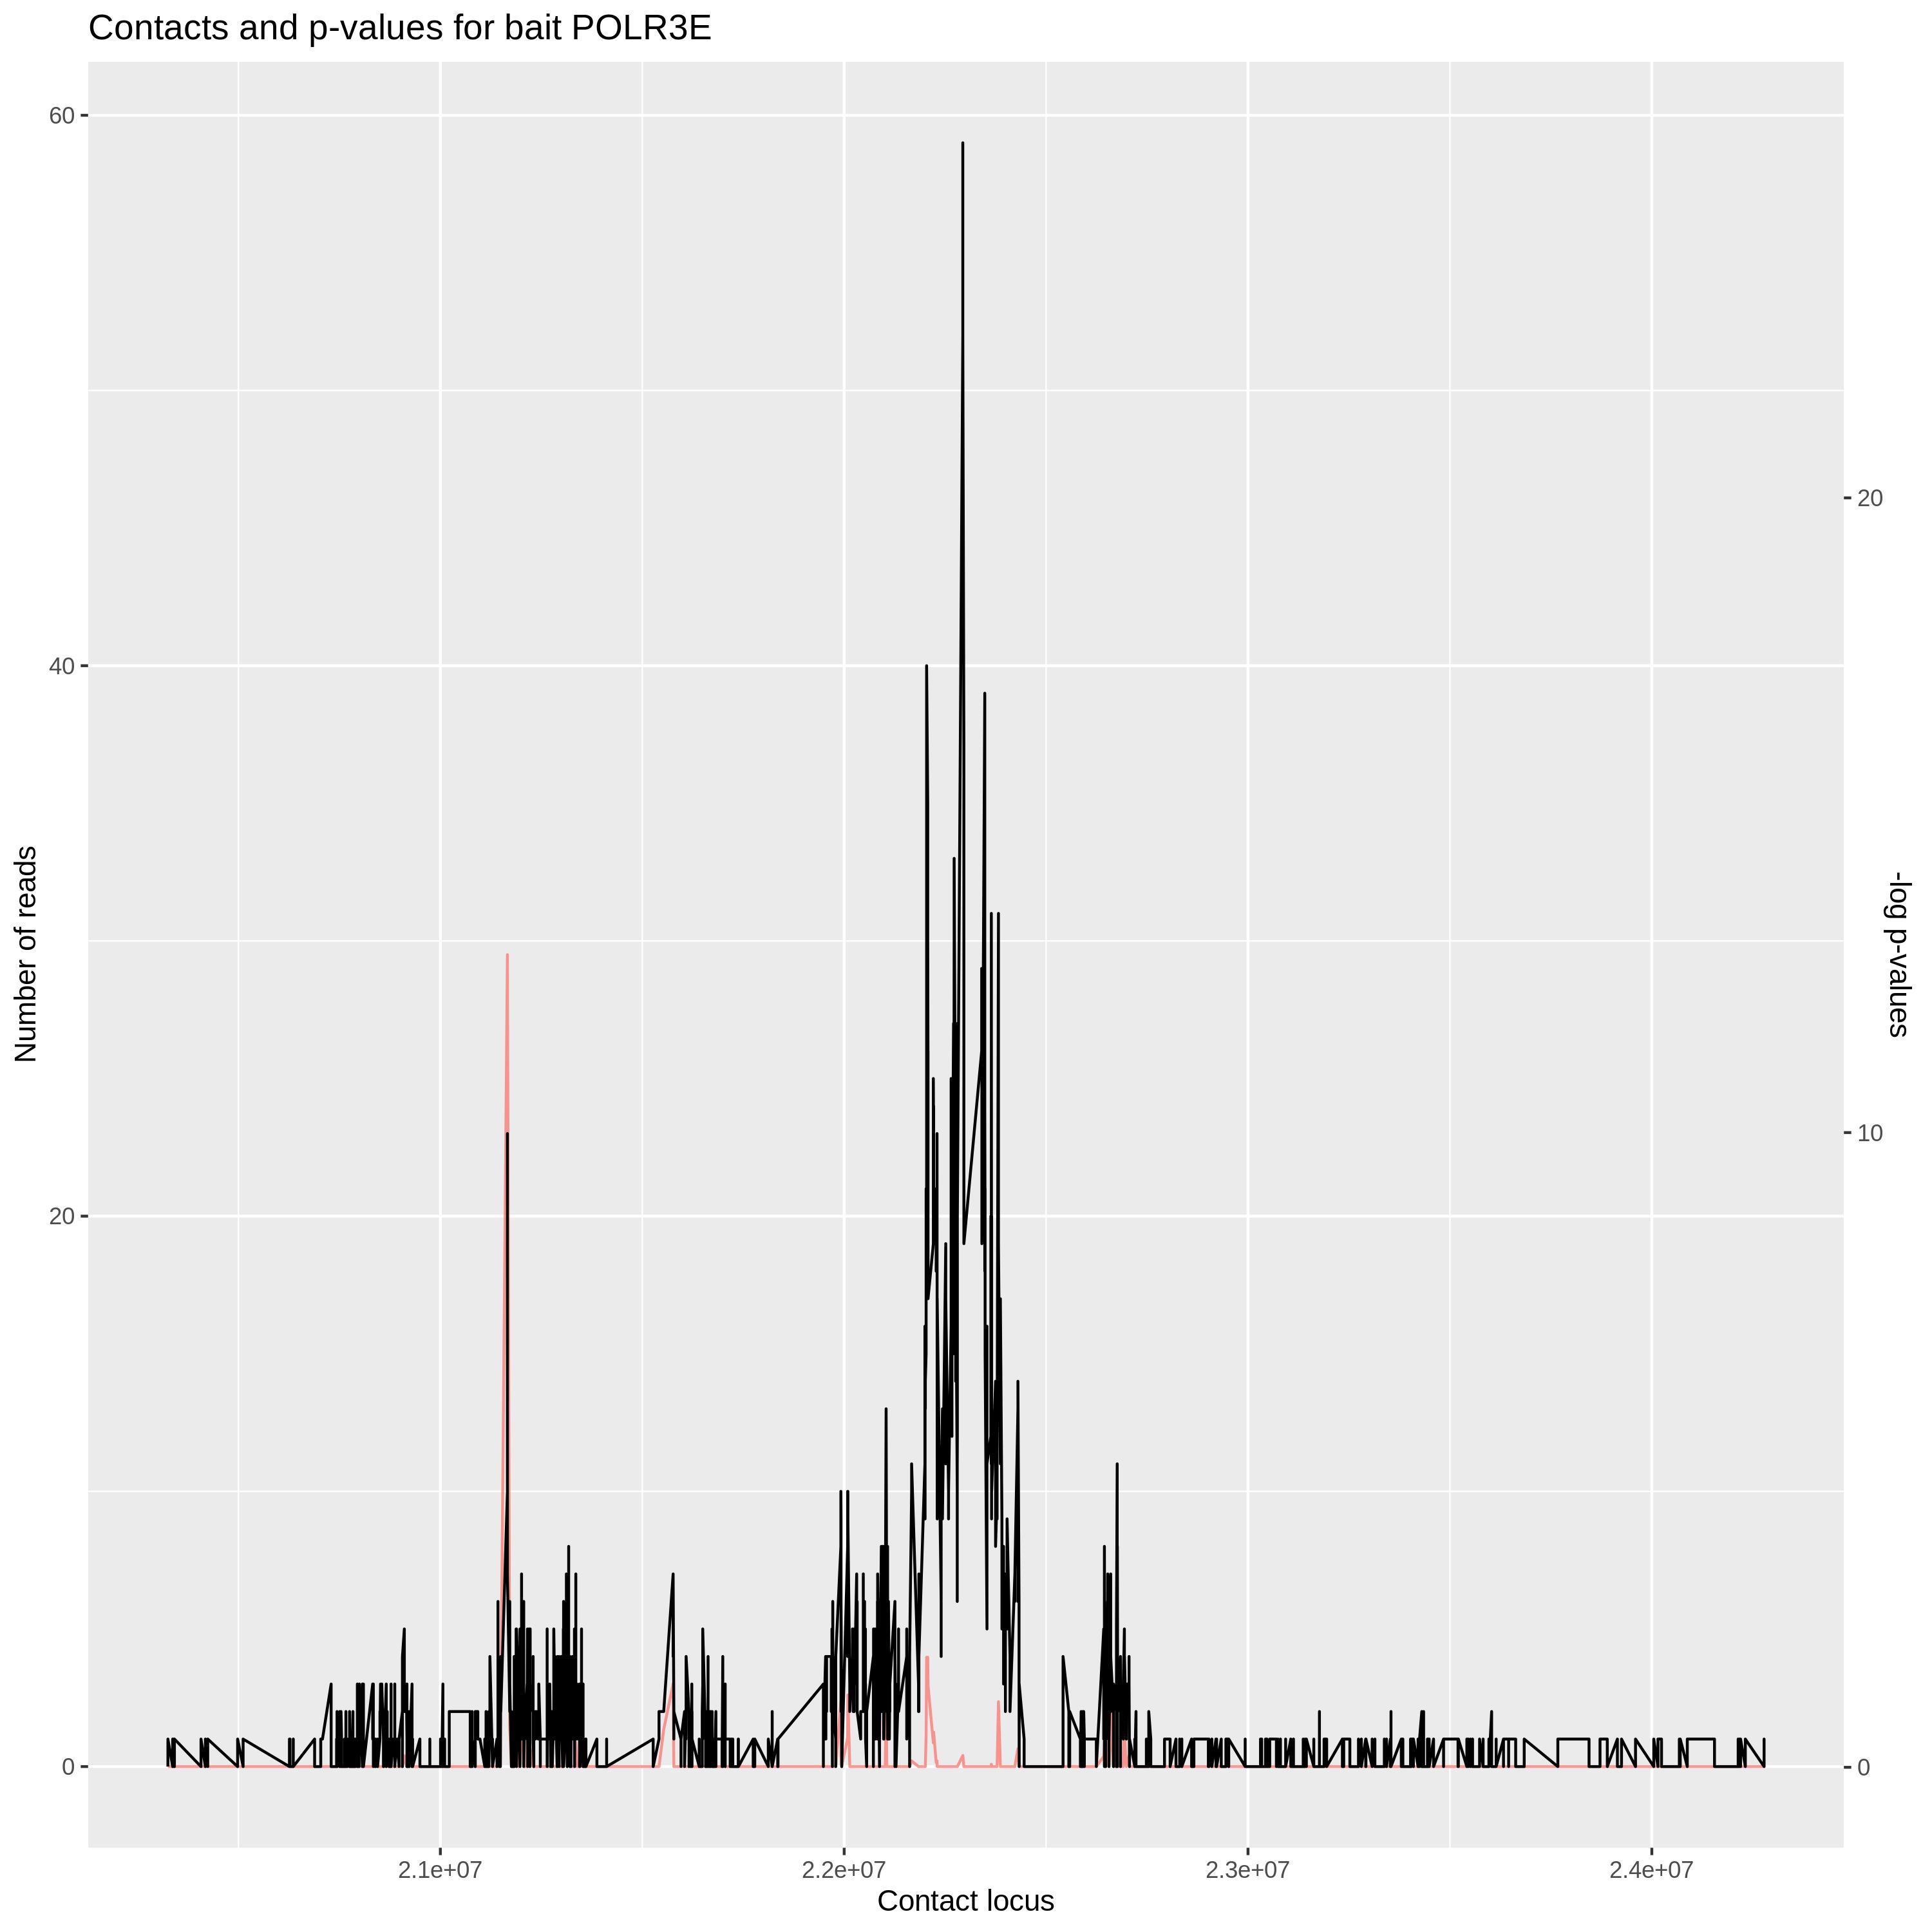 Contacts and p-values for bait POLR3E
60
40
20
0
Number of reads
20
10
0
-log p-values
2.1e+07
2.2e+07
2.3e+07
2.4e+07
Contact locus